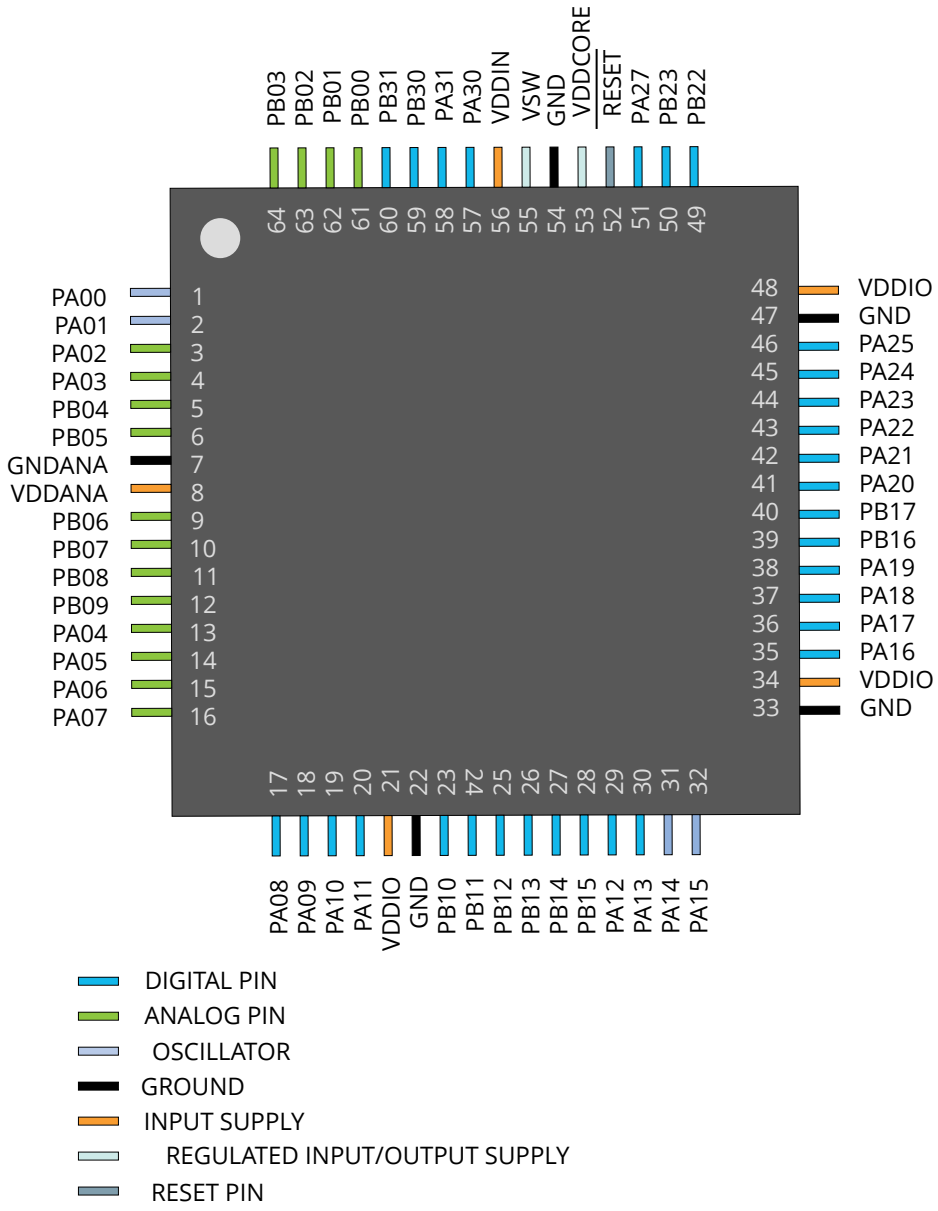 PB03
PB02
PB01
PB00
PB31
PB30
PA31
PA30
VDDIN
VSW
GND
VDDCORE
RESET
PA27
PB23
PB22
64
63
62
61
60
59
58
57
56
55
54
53
52
51
50
49
PA00 1
PA01 2
PA02 3
PA03 4
PB04 5
PB05 6
GNDANA 7
VDDANA 8
PB06 9
PB07 10
PB08 11
PB09 12
PA04 13
PA05 14
PA06 15
PA07 16
48 VDDIO
47 GND
46 PA25
45 PA24
44 PA23
43 PA22
42 PA21
41 PA20
40 PB17
39 PB16
38 PA19
37 PA18
36 PA17
35 PA16
34 VDDIO
33 GND
17
18
19
20
21
22
23
24
25
26
27
28
29
30
31
32
PA08
PA09
PA10
PA11
VDDIO
GND
PB10
PB11
PB12
PB13
PB14
PB15
PA12
PA13
PA14
PA15
DIGITAL PIN
ANALOG PIN
OSCILLATOR
GROUND
INPUT SUPPLY
REGULATED INPUT/OUTPUT SUPPLY
RESET PIN